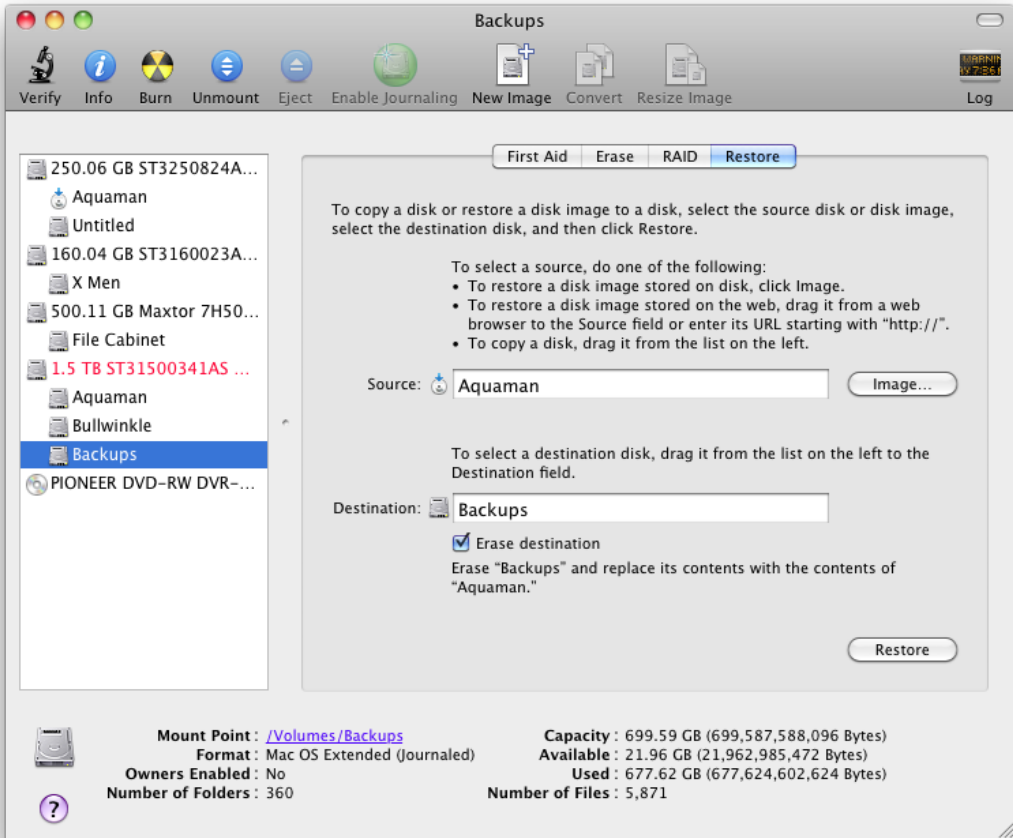 Backups
Verify Info Burn Unmount Eject Enable Journaling New Image Convert Resize Image Log
First Aid Erase RAID Restore
250.06 GB ST3250824A...
Aquaman
Untitled
160.04 GB ST3160023A...
X Men
500.11 GB Maxtor 7H50...
File Cabinet
1.5 TB ST31500341AS ...
Aquaman
Bullwinkle
Backups
PIONEER DVD-RW DVR-...
To copy a disk or restore a disk image to a disk, select the source disk or disk image,
select the destination disk, and then click Restore.
To select a source, do one of the following:
• To restore a disk image stored on disk, click Image.
• To restore a disk image stored on the web, drag it from a web
browser to the Source field or enter its URL starting with “http://”.
• To copy a disk, drag it from the list on the left.
Source: Aquaman Image...
To select a destination disk, drag it from the list on the left to the
Destination field.
Destination: Backups
Erase destination
Erase “Backups” and replace its contents with the contents of
“Aquaman.”
Restore
Mount Point : /Volumes/Backups
Format : Mac OS Extended (Journaled)
Owners Enabled : No
Number of Folders : 360
Capacity : 699.59 GB (699,587,588,096 Bytes)
Available : 21.96 GB (21,962,985,472 Bytes)
Used : 677.62 GB (677,624,602,624 Bytes)
Number of Files : 5,871
?